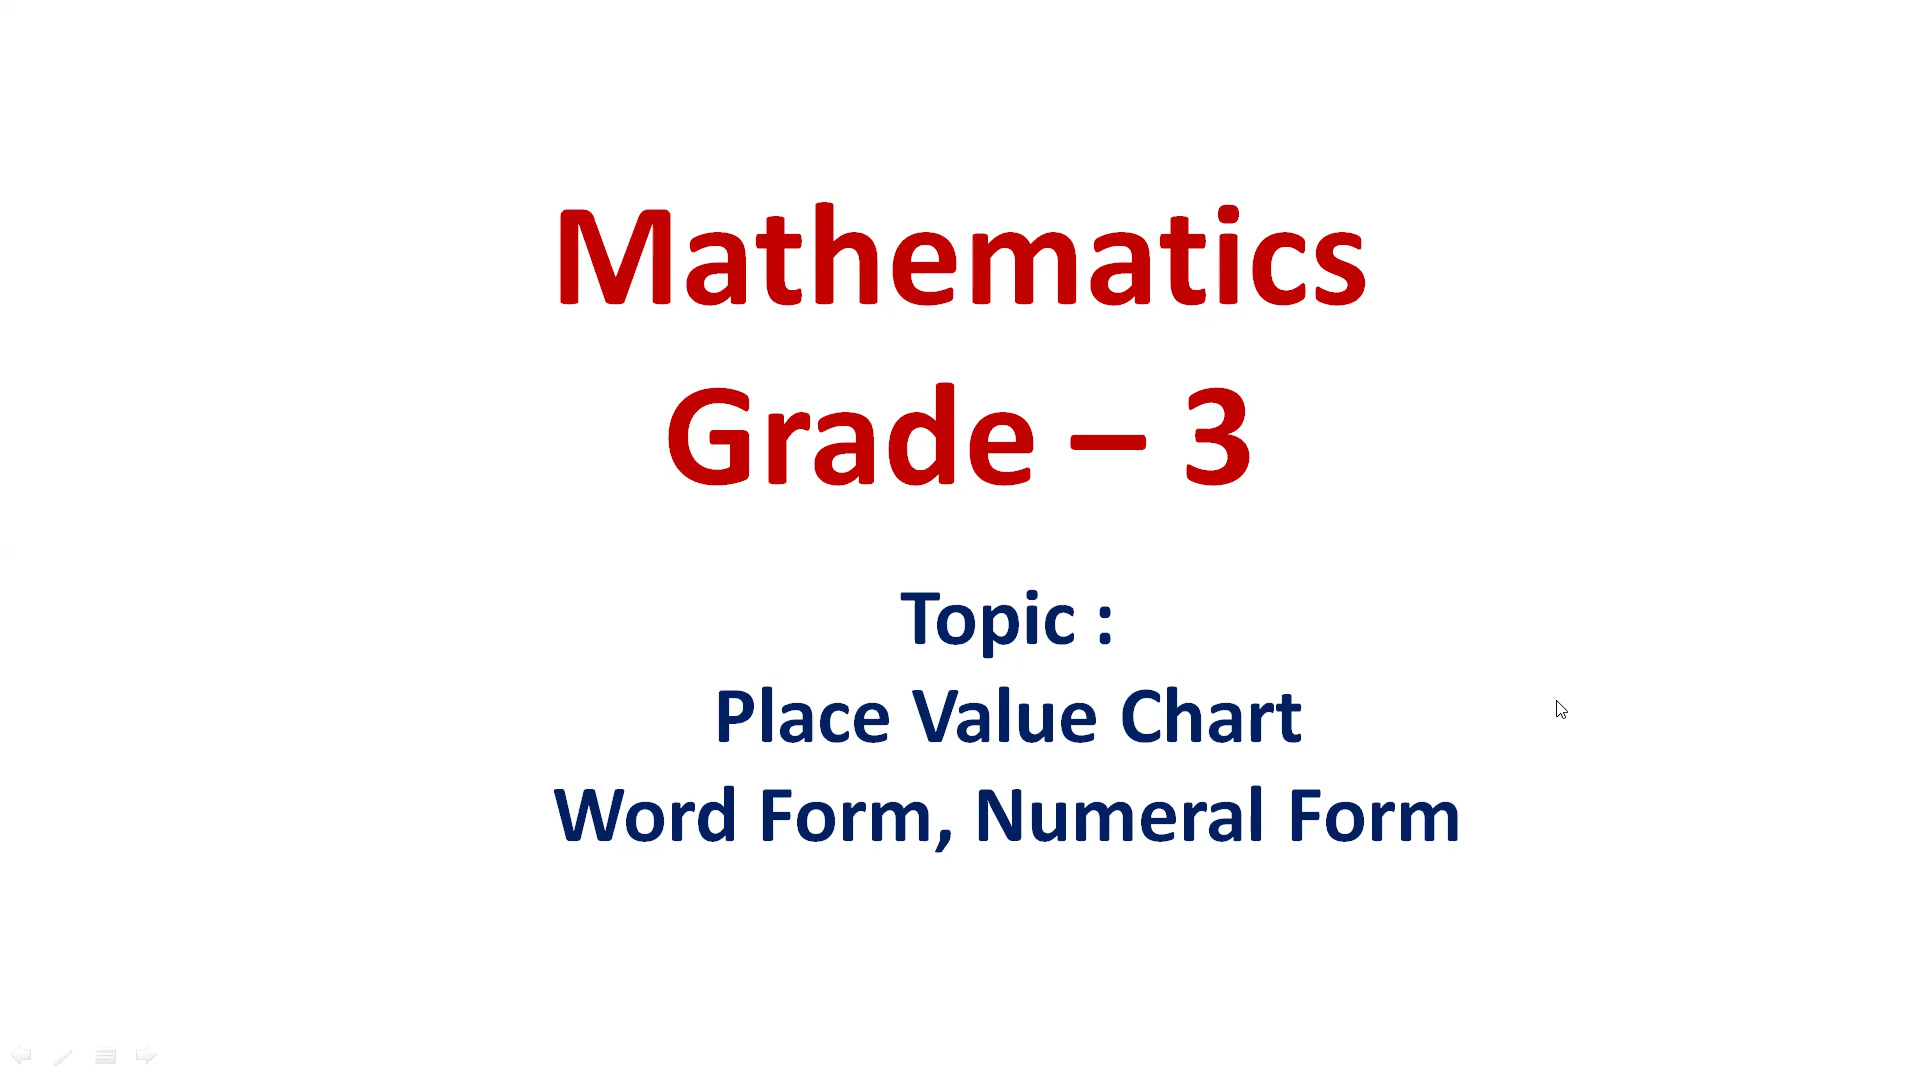 Mathematics
Grade – 3
Topic :
Place Value Chart
Word Form, Numeral Form